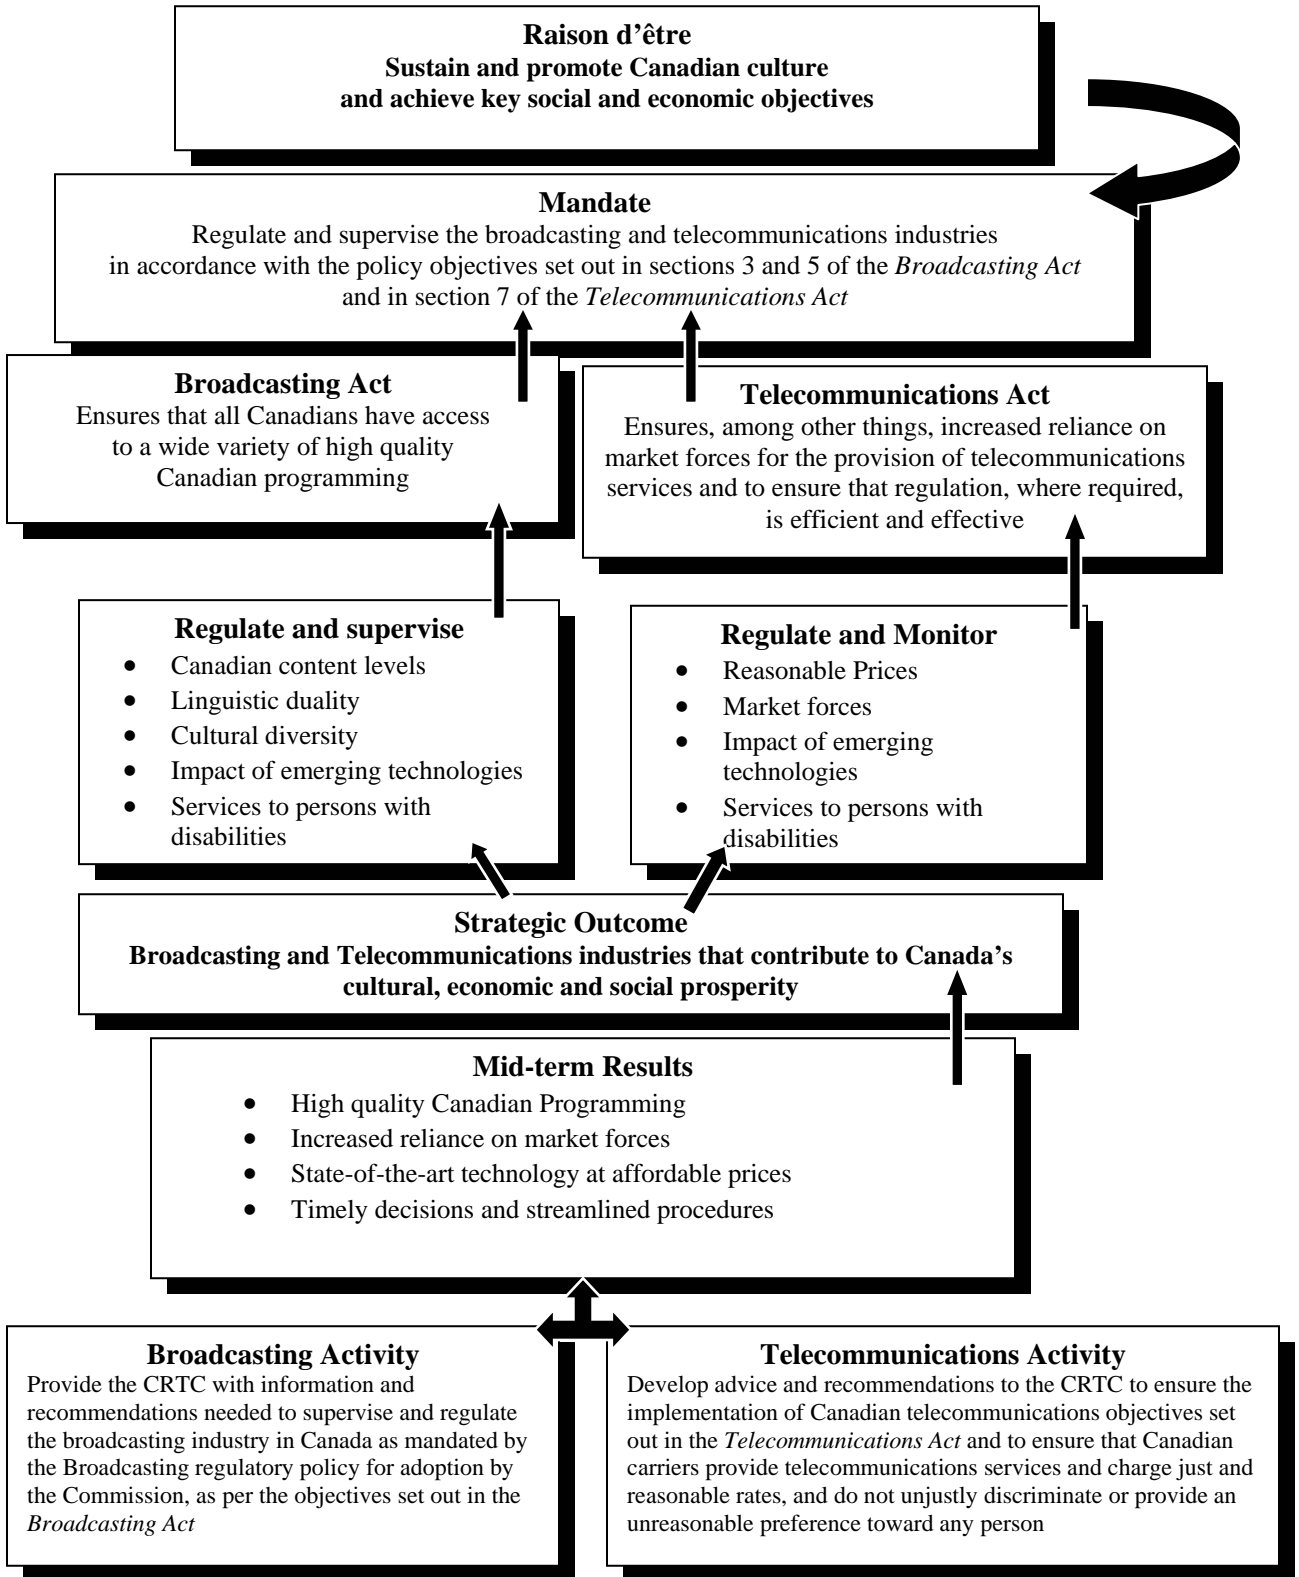 Raison d’être
Sustain and promote Canadian culture
and achieve key social and economic objectives
Mandate
Regulate and supervise the broadcasting and telecommunications industries
in accordance with the policy objectives set out in sections 3 and 5 of the Broadcasting Act
and in section 7 of the Telecommunications Act
Broadcasting Act
Ensures that all Canadians have access
to a wide variety of high quality
Canadian programming
Telecommunications Act
Ensures, among other things, increased reliance on
market forces for the provision of telecommunications
services and to ensure that regulation, where required,
is efficient and effective
Regulate and supervise
• Canadian content levels
• Linguistic duality
• Cultural diversity
• Impact of emerging technologies
• Services to persons with
disabilities
Regulate and Monitor
• Reasonable Prices
• Market forces
• Impact of emerging
technologies
• Services to persons with
disabilities
Strategic Outcome
Broadcasting and Telecommunications industries that contribute to Canada’s
cultural, economic and social prosperity
Mid-term Results
• High quality Canadian Programming
• Increased reliance on market forces
• State-of-the-art technology at affordable prices
• Timely decisions and streamlined procedures
Broadcasting Activity
Provide the CRTC with information and
recommendations needed to supervise and regulate
the broadcasting industry in Canada as mandated by
the Broadcasting regulatory policy for adoption by
the Commission, as per the objectives set out in the
Broadcasting Act
Telecommunications Activity
Develop advice and recommendations to the CRTC to ensure the
implementation of Canadian telecommunications objectives set
out in the Telecommunications Act and to ensure that Canadian
carriers provide telecommunications services and charge just and
reasonable rates, and do not unjustly discriminate or provide an
unreasonable preference toward any person